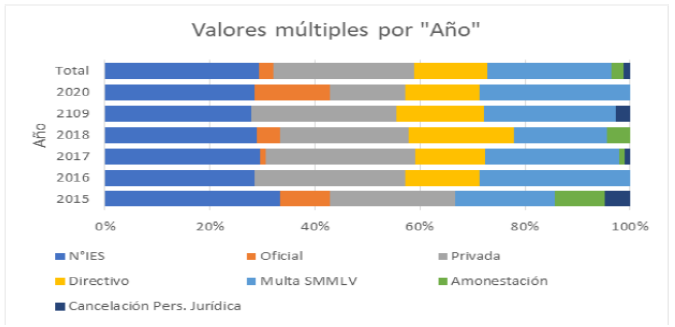 Valores múltiples por "Año"
Año
Total
2020
2109
2018
2017
2016
2015
0% 20% 40% 60% 80% 100%
N°IES Oficial Privada
Directivo Multa SMMLV Amonestación
Cancelación Pers. Jurídica